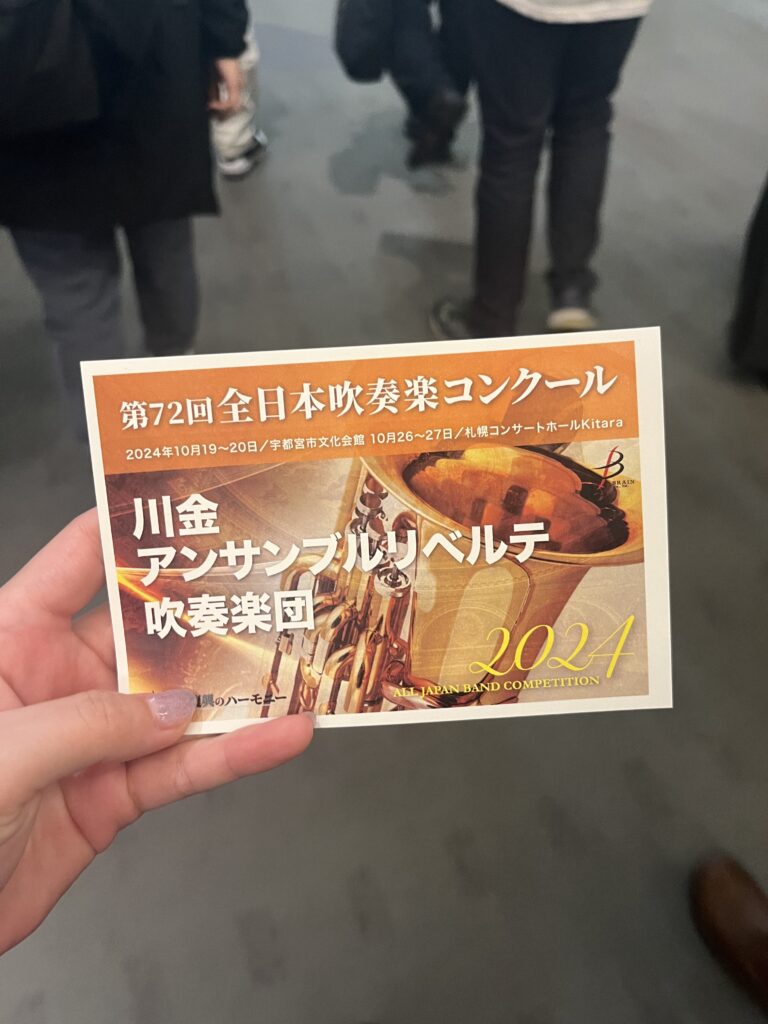 第72回 全日本吹奏楽コンクール
2024年10月19〜20日／宇都宮市文化会館 10月26〜27日／札幌コンサートホールKitara
BRAIN
川金
アンサンブルリベルテ
吹奏楽団
2024
ALL JAPAN BAND COMPETITION
翼のハーモニー